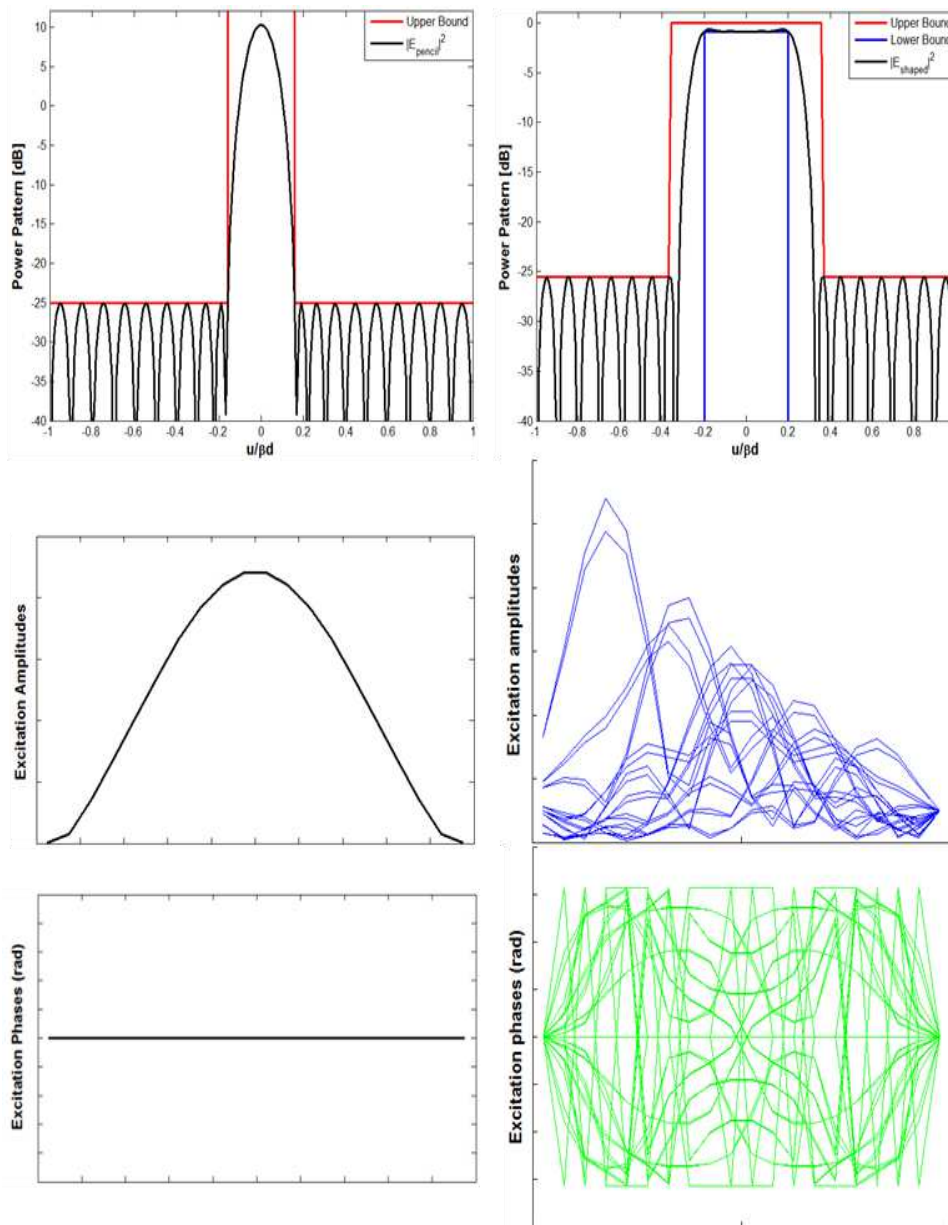 Upper Bound
|E_pencil|^2
Power Pattern [dB]
10
5
0
-5
-10
-15
-20
-25
-30
-35
-40
-1 -0.8 -0.6 -0.4 -0.2 0 0.2 0.4 0.6 0.8 1
u/βd
Upper Bound
Lower Bound
|E_shaped|^2
Power Pattern [dB]
0
-5
-10
-15
-20
-25
-30
-35
-40
-1 -0.8 -0.6 -0.4 -0.2 0 0.2 0.4 0.6 0.8
u/βd
Excitation Amplitudes
Excitation amplitudes
Excitation Phases (rad)
Excitation phases (rad)